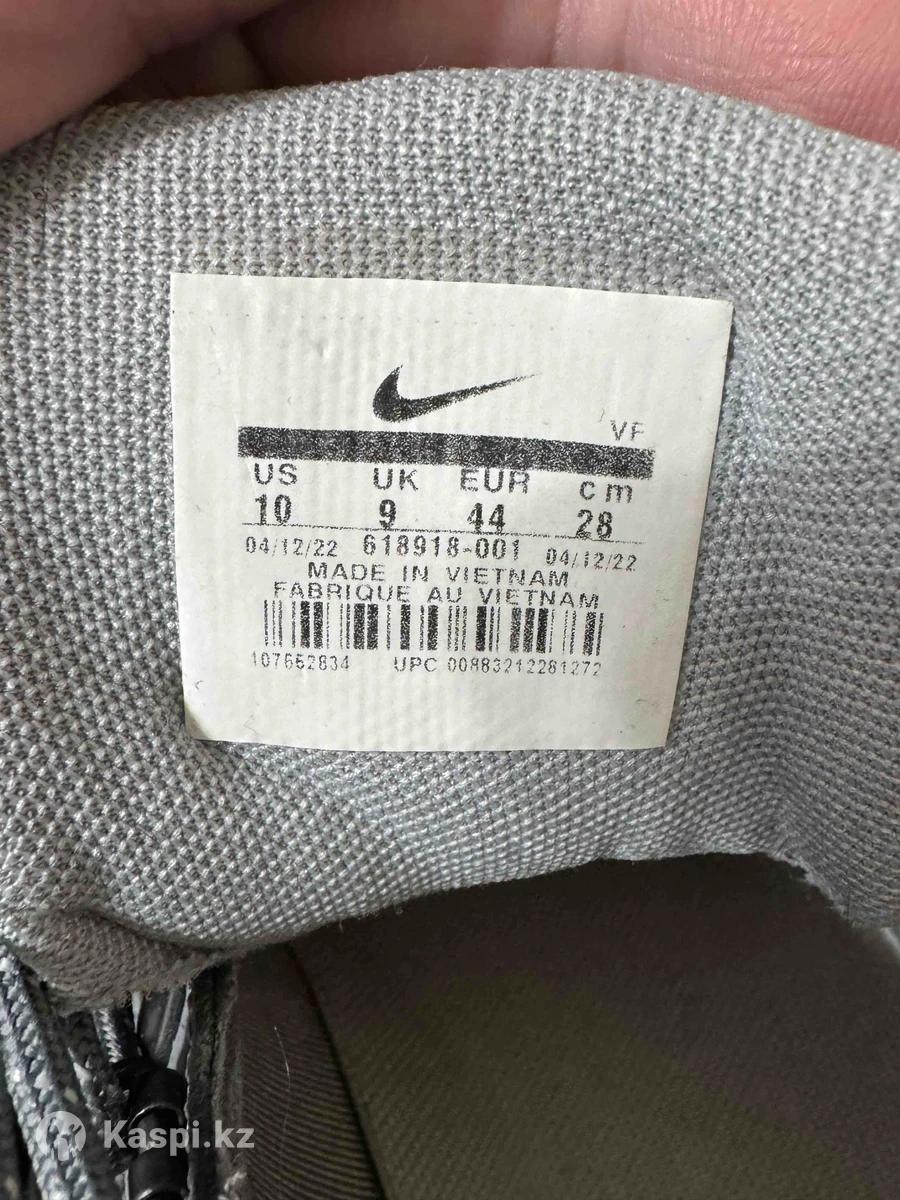 VF
US UK EUR cm
10 9 44 28
04/12/22 618918-001 04/12/22
MADE IN VIETNAM
FABRIQUE AU VIETNAM
107652834 UPC 00883212281272
Kaspi.kz